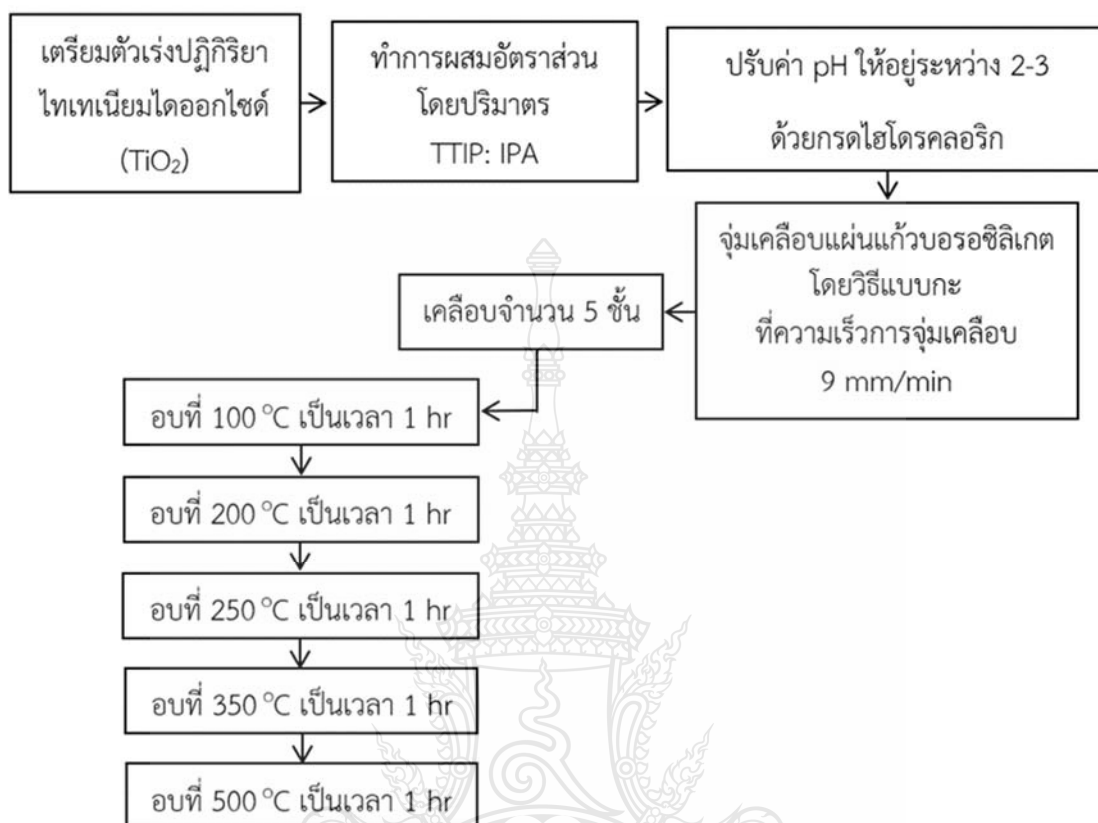 เตรียมตัวเร่งปฏิกิริยา
ไทเทเนียมไดออกไซด์
(TiO₂)
ทำการผสมอัตราส่วน
โดยปริมาตร
TTIP: IPA
ปรับค่า pH ให้อยู่ระหว่าง 2-3
ด้วยกรดไฮโดรคลอริก
จุ่มเคลือบแผ่นแก้วบอรอซิลิเกต
โดยวิธีแบบกะ
ที่ความเร็วการจุ่มเคลือบ
9 mm/min
เคลือบจำนวน 5 ชั้น
อบที่ 100 °C เป็นเวลา 1 hr
อบที่ 200 °C เป็นเวลา 1 hr
อบที่ 250 °C เป็นเวลา 1 hr
อบที่ 350 °C เป็นเวลา 1 hr
อบที่ 500 °C เป็นเวลา 1 hr